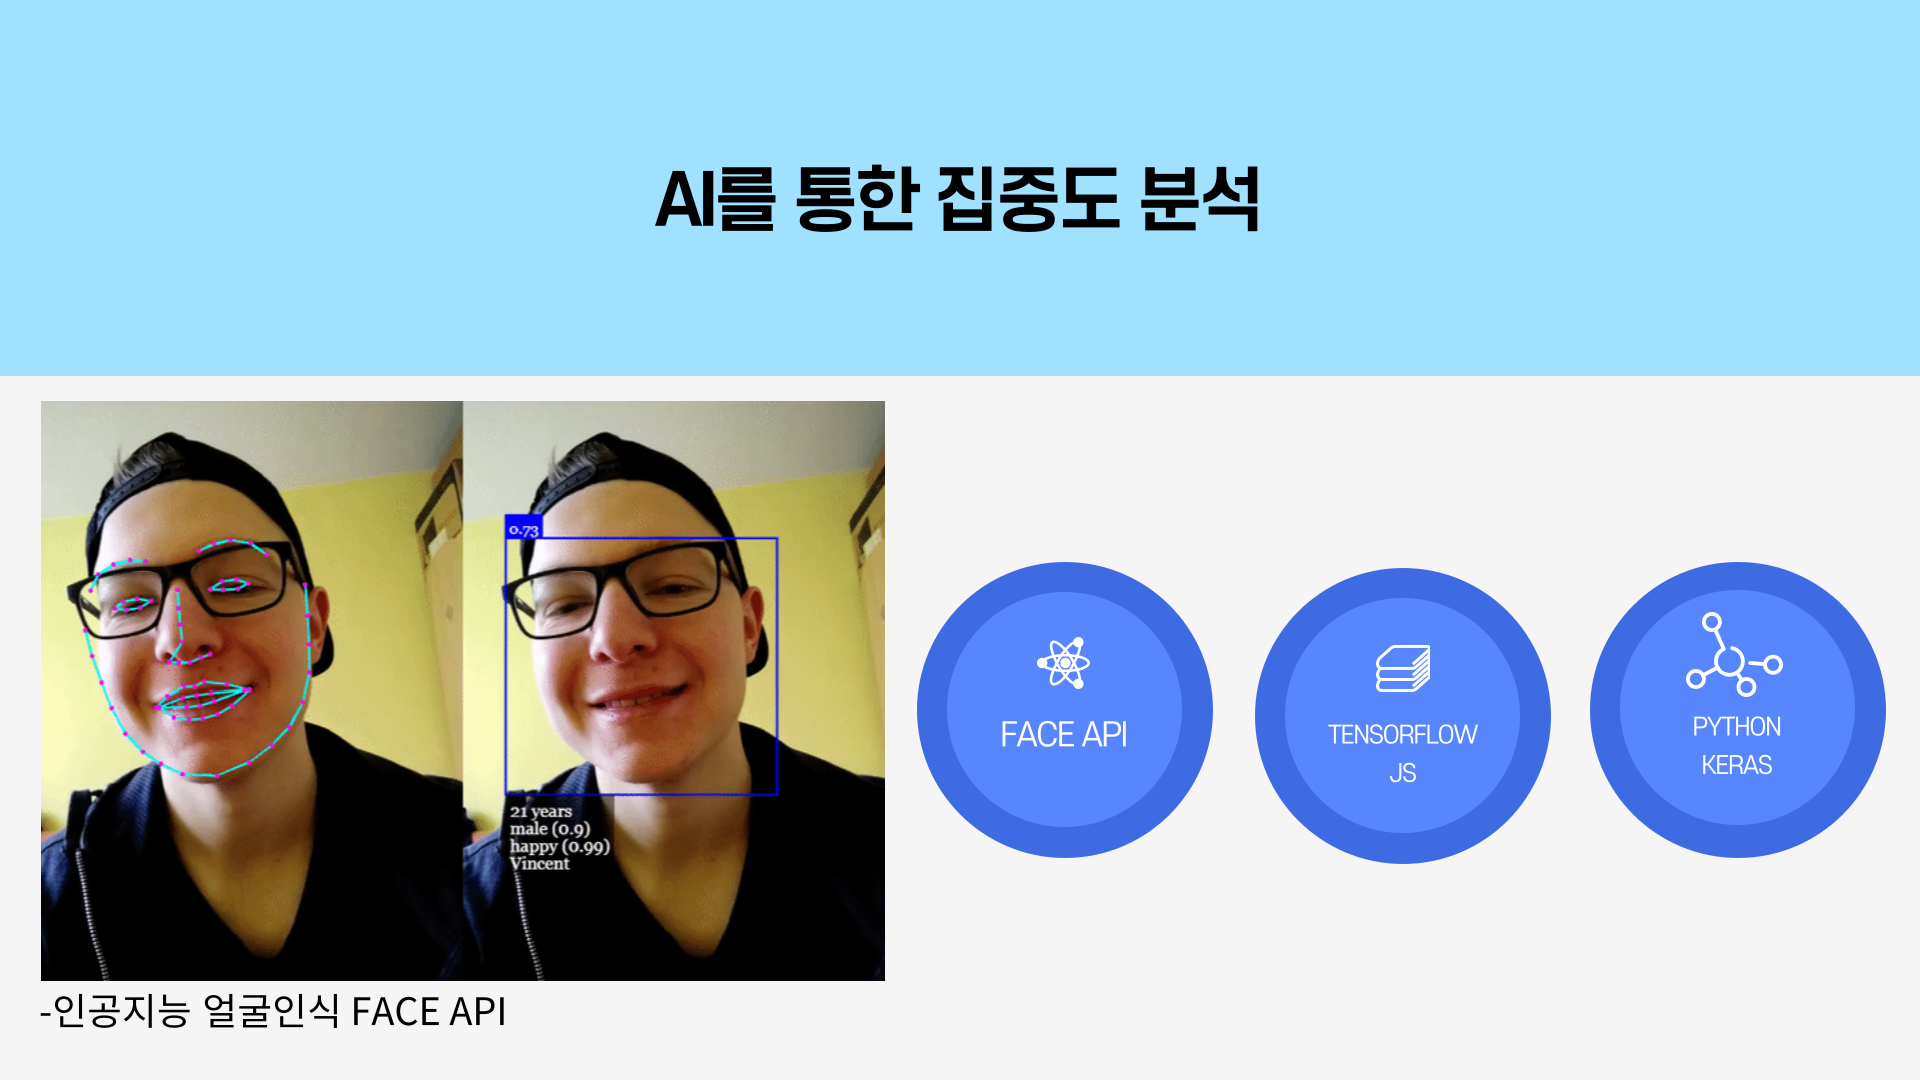 AI를 통한 집중도 분석
0.73
21 years
male (0.9)
happy (0.99)
Vincent
-인공지능 얼굴인식 FACE API
FACE API
TENSORFLOW
JS
PYTHON
KERAS